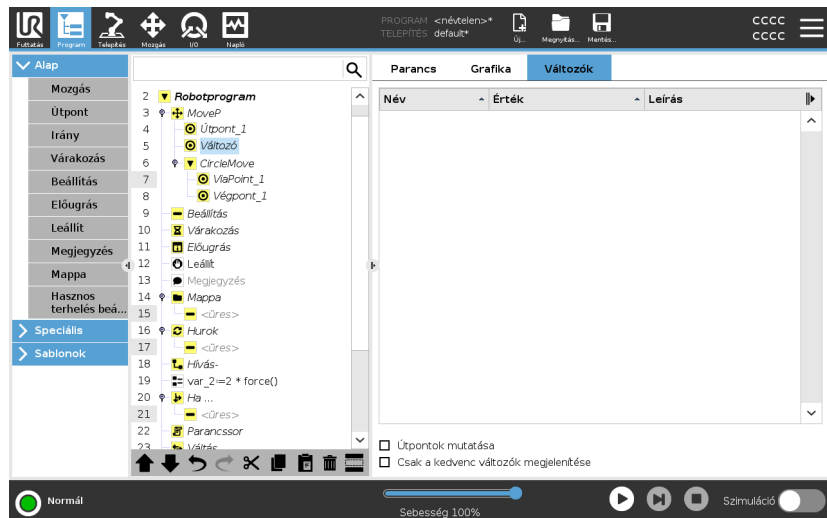 UR
Futtatás
Program
Telepítés
Mozgás
I/O
Napló
PROGRAM <névtelen>*
TELEPÍTÉS default*
Új...
Megnyitás...
Mentés...
cccc
cccc
Alap
Mozgás
Útpont
Irány
Várakozás
Beállítás
Előugrás
Leállít
Megjegyzés
Mappa
Hasznos
terhelés beá...
Speciális
Sablonok
2 Robotprogram
3 MoveP
4 Útpont_1
5 Változó
6 CircleMove
7 ViaPoint_1
8 Végpont_1
9 Beállítás
10 Várakozás
11 Előugrás
12 Leállít
13 Megjegyzés
14 Mappa
15 <üres>
16 Hurok
17 <üres>
18 Hívás-
19 var_2≔2 * force()
20 Ha ...
21 <üres>
22 Parancssor
23 Váltás
Parancs
Grafika
Változók
Név
Érték
Leírás
Útpontok mutatása
Csak a kedvenc változók megjelenítése
Normál
Sebesség 100%
Szimuláció